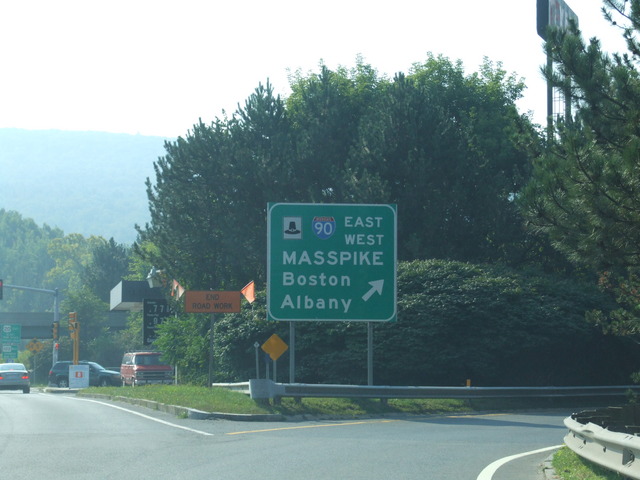 90 EAST
WEST
MASSPIKE
Boston
Albany
END
ROAD WORK